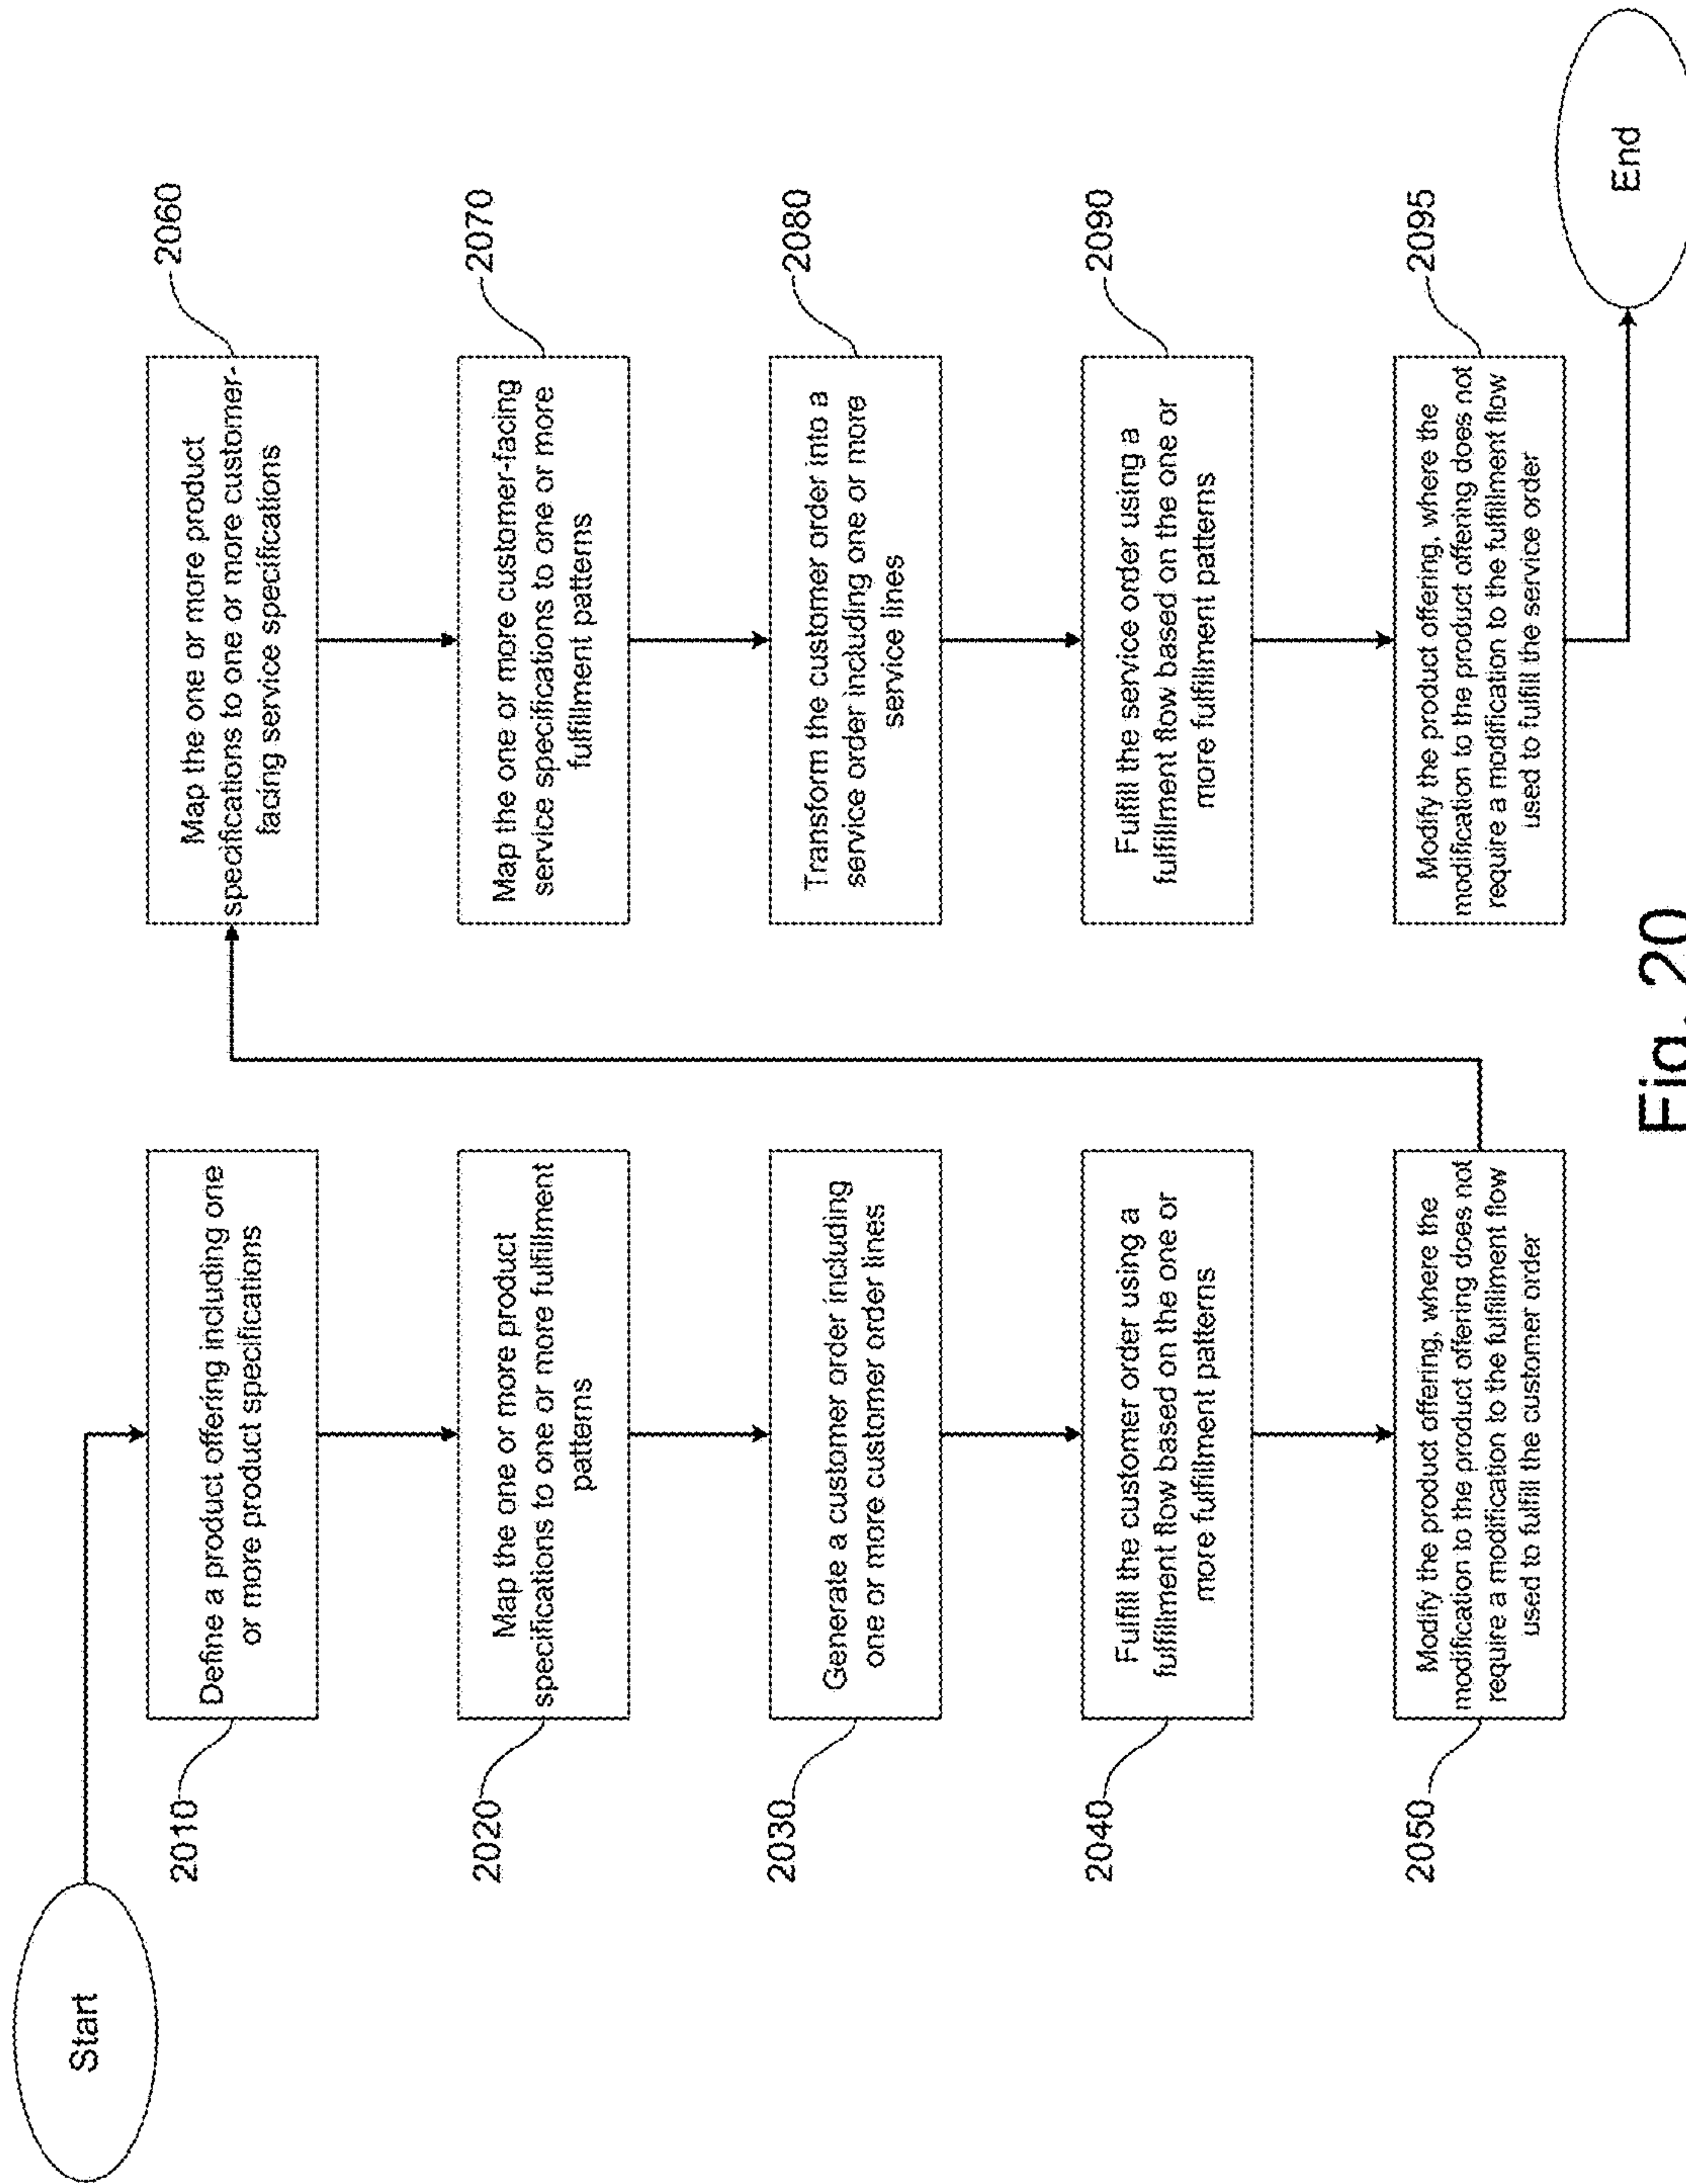 Start
2010
Define a product offering including one
or more product specifications
2020
Map the one or more product
specifications to one or more fulfillment
patterns
2030
Generate a customer order including
one or more customer order lines
2040
Fulfill the customer order using a
fulfillment flow based on the one or
more fulfillment patterns
2050
Modify the product offering, where the
modification to the product offering does not
require a modification to the fulfillment flow
used to fulfill the customer order
2060
Map the one or more product
specifications to one or more customer-
facing service specifications
2070
Map the one or more customer-facing
service specifications to one or more
fulfillment patterns
2080
Transform the customer order into a
service order including one or more
service lines
2090
Fulfill the service order using a
fulfillment flow based on the one or
more fulfillment patterns
2095
Modify the product offering, where the
modification to the product offering does not
require a modification to the fulfillment flow
used to fulfill the service order
End
Fig. 20